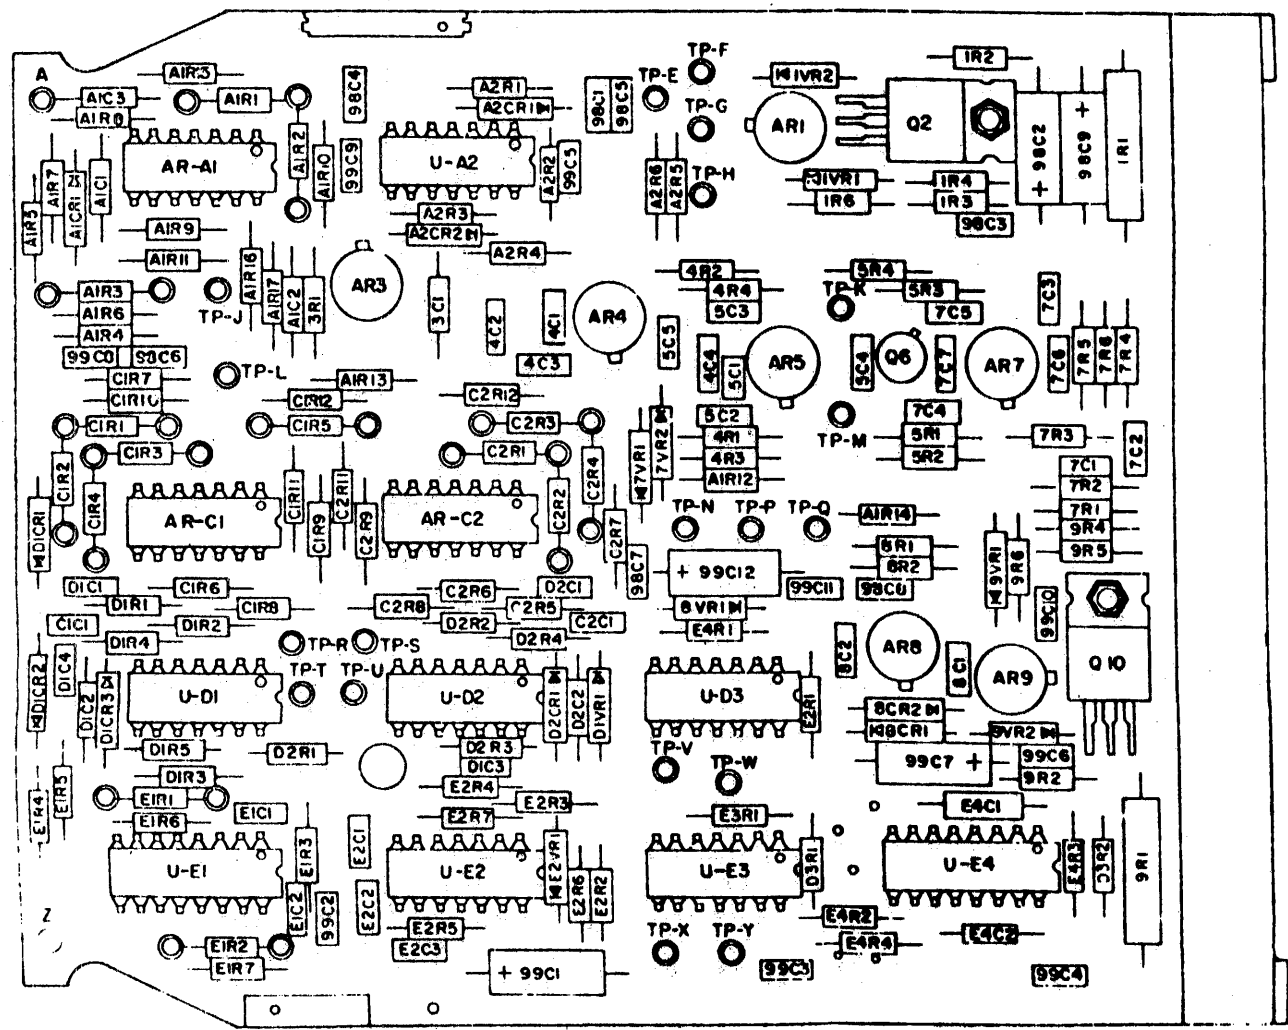 TP-F
1R2
A
A1R3
98C4
A2R1
TP-E
1VR2
A1C3
A1R1
A2CR1
98C1
98C5
TP-G
A1R8
AR1
Q2
98C2
98C9
1R1
A1R2
A1R10
99C9
AR-A1
U-A2
A2R2
99C5
A2R6
A2R5
TP-H
1VR1
1R4
A1R7
A1CR1
A1C1
1R6
1R3
A1R5
A2R3
98C3
A1R9
A2CR2
A2R4
A1R11
A1R16
A1R17
A1C2
3R1
AR3
3C1
4R2
5R4
A1R3
4R4
TP-K
5R3
7C3
TP-J
A1R6
4C2
4C1
AR4
5C3
7C5
A1R4
5C5
99C8
98C6
4C3
4C4
5C1
AR5
5C4
Q6
7C7
AR7
7C6
7R5
7R6
7R4
C1R7
TP-L
A1R13
C1R10
C1R12
C2R12
5C2
7C4
C1R1
C1R5
C2R3
7VR1
7VR2
4R1
TP-M
5R1
7R3
7C2
C1R2
C1R3
C2R1
C2R4
4R3
5R2
7C1
C1R4
A1R12
7R2
D1CR1
AR-C1
C1R11
C1R9
C2R11
C2R9
AR-C2
C2R2
C2R7
TP-N
TP-P
TP-Q
A1R14
7R1
9R4
8R1
9VR1
9R6
9R5
98C7
99C12
8R2
D1C1
C1R6
C2R6
D2C1
99C11
98C8
D1R1
C1R8
C2R8
C2R5
8VR1
99C10
C1C1
D1R2
D2R2
C2C1
E4R1
D1R4
TP-R
TP-S
D2R4
8C2
AR8
8C1
AR9
Q10
D1CR2
D1C4
D1C2
D1CR3
U-D1
TP-T
TP-U
U-D2
D2CR1
D2C2
D1VR1
U-D3
E2R1
8CR2
8CR1
9VR2
D1R5
D2R1
D2R3
TP-V
99C7
99C6
D1C3
TP-W
9R2
D1R3
E2R4
E1R4
E1R5
E1R1
E2R3
E4C1
E1R6
E1C1
E2R7
E3R1
U-E1
E1R3
E2C1
U-E2
E2VR1
U-E3
D3R1
U-E4
E4R3
D3R2
9R1
E1C2
99C2
E2C2
E2R6
E2R2
Z
E2R5
TP-X
TP-Y
E4R2
E4C2
E1R2
E2C3
E4R4
E1R7
99C1
99C3
99C4